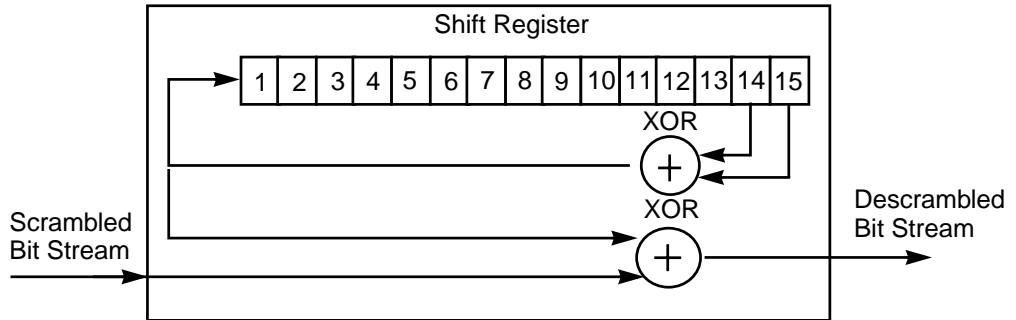 Shift Register
1 2 3 4 5 6 7 8 9 10 11 12 13 14 15
XOR
+
XOR
Scrambled
Bit Stream
+
Descrambled
Bit Stream